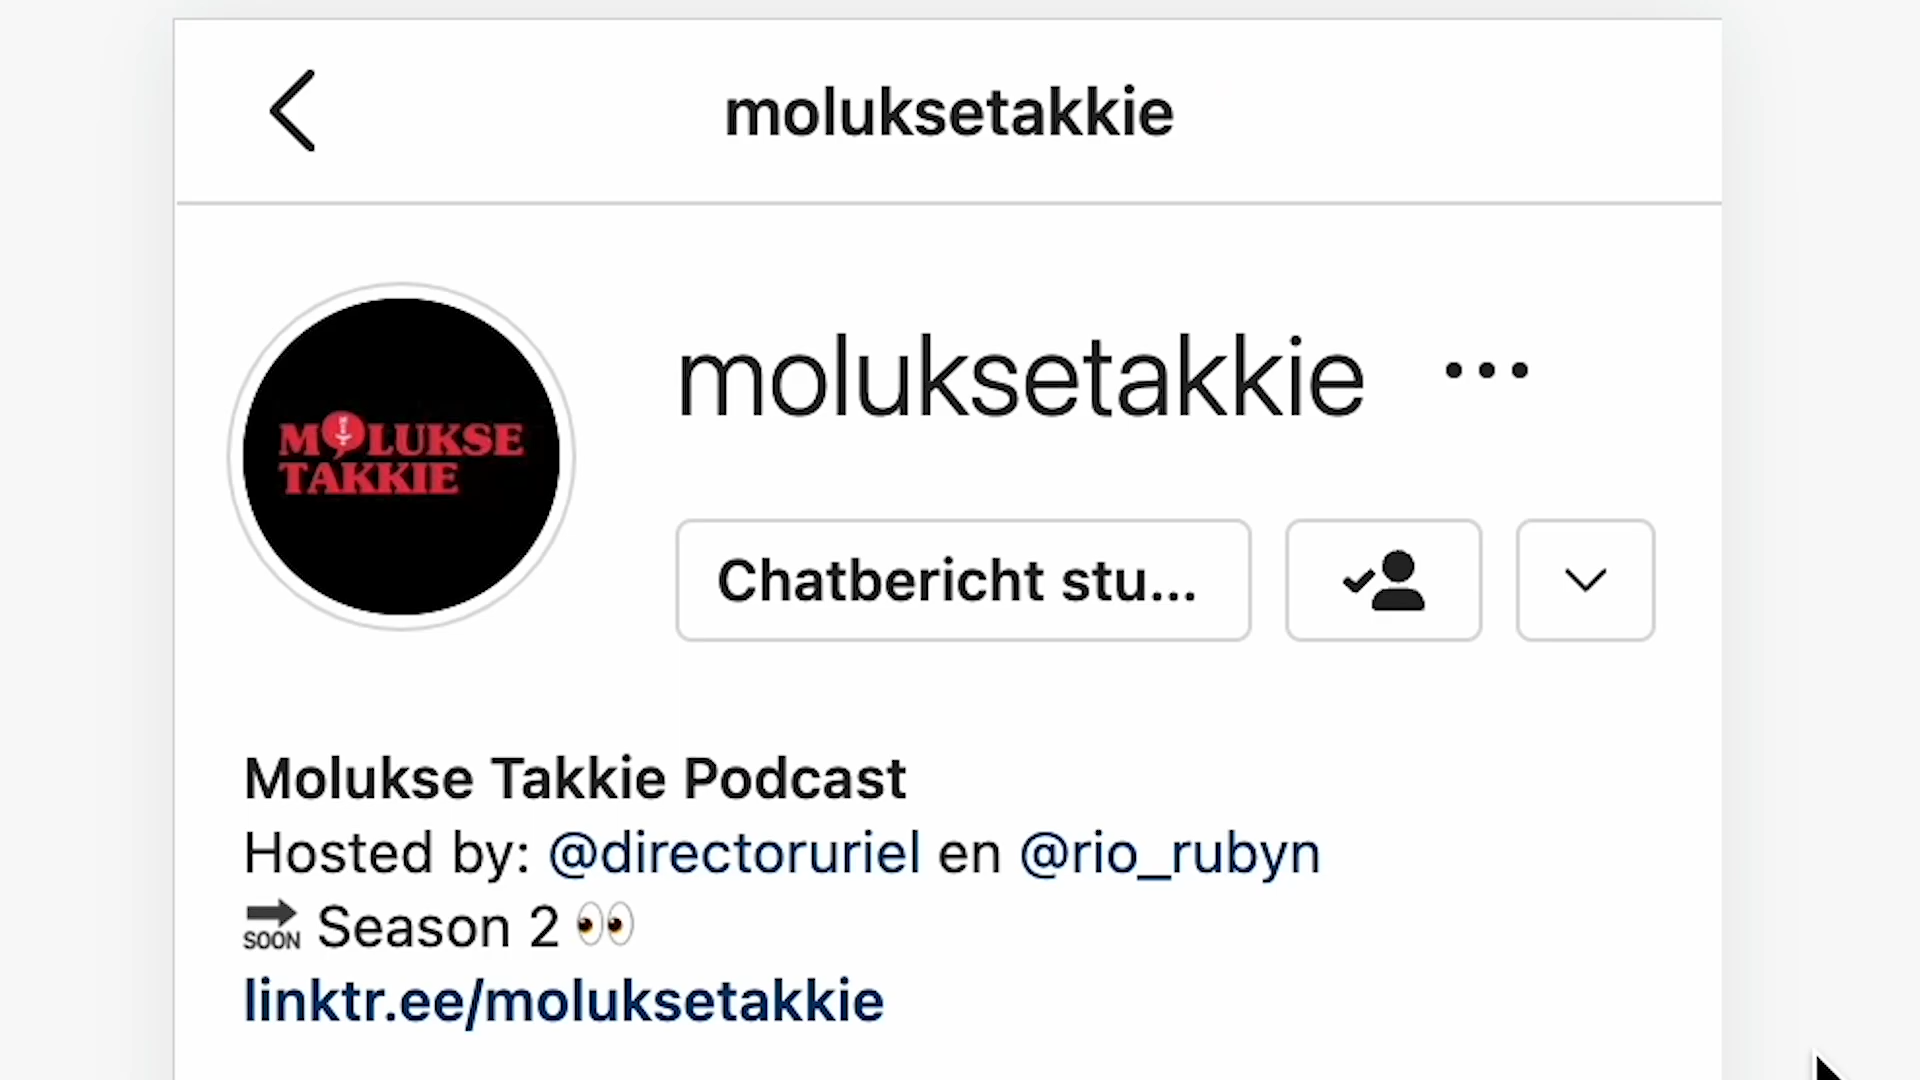 moluksetakkie
MOLUKSE
TAKKIE
moluksetakkie
Chatbericht stu...
Molukse Takkie Podcast
Hosted by: @directoruriel en @rio_rubyn
🔜 Season 2 👀
linktr.ee/moluksetakkie